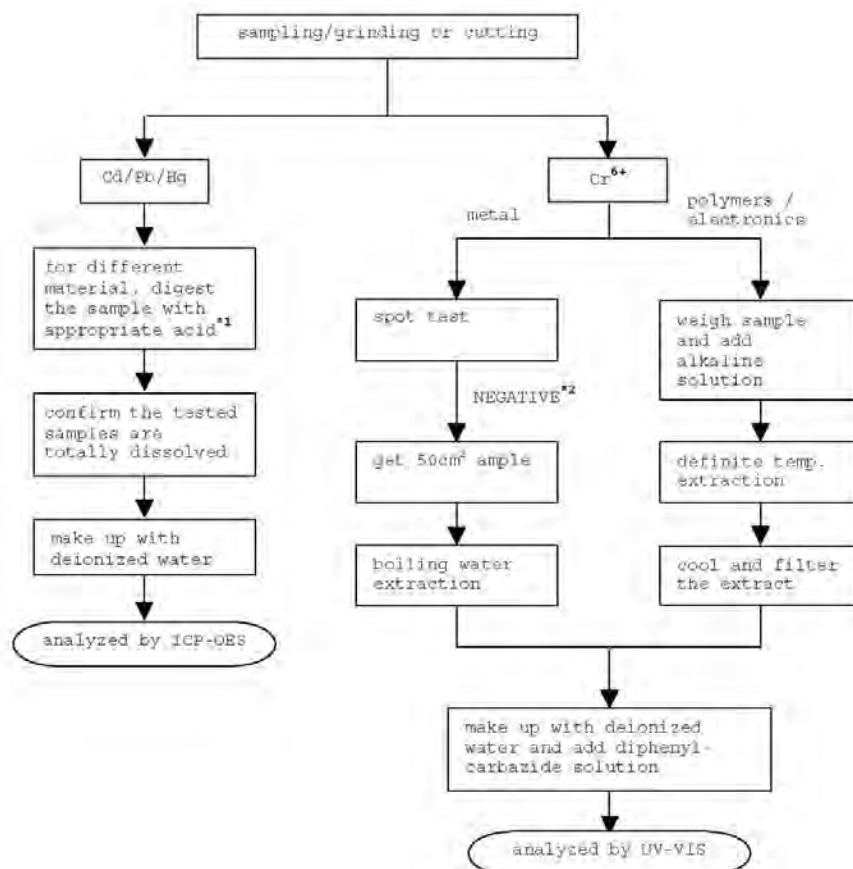 sampling/grinding or cutting
Cd/Pb/Hg
for different
material, digest
the sample with
appropriate acid*1
confirm the tested
samples are
totally dissolved
make up with
deionized water
analyzed by ICP-OES
Cr6+
metal
polymers /
electronics
spot test
NEGATIVE*2
get 50cm2 ample
boiling water
extraction
weigh sample
and add
alkaline
solution
definite temp.
extraction
cool and filter
the extract
make up with deionized
water and add diphenyl-
carbazide solution
analyzed by UV-VIS